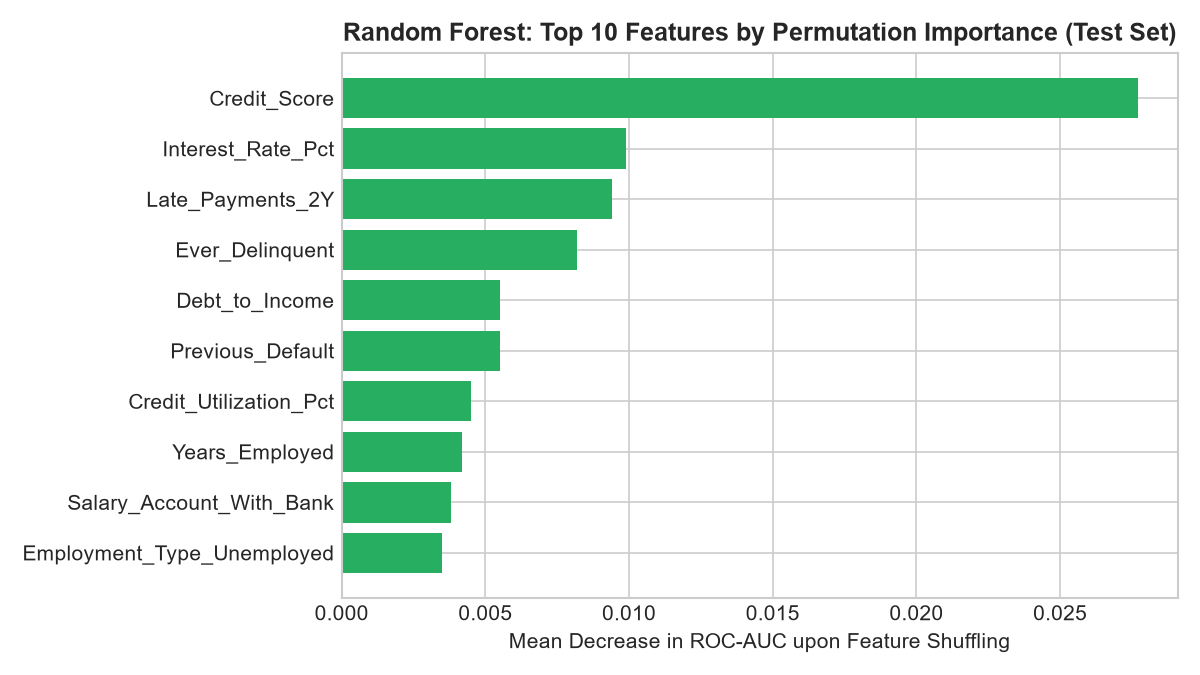 Random Forest: Top 10 Features by Permutation Importance (Test Set)
Credit_Score
Interest_Rate_Pct
Late_Payments_2Y
Ever_Delinquent
Debt_to_Income
Previous_Default
Credit_Utilization_Pct
Years_Employed
Salary_Account_With_Bank
Employment_Type_Unemployed
0.000 0.005 0.010 0.015 0.020 0.025
Mean Decrease in ROC-AUC upon Feature Shuffling